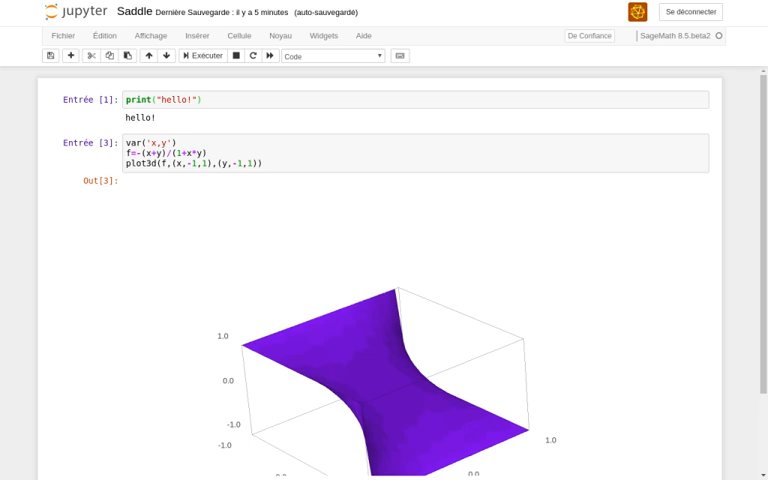 jupyter Saddle Dernière Sauvegarde : il y a 5 minutes (auto-sauvegardé) Se déconnecter
Fichier Édition Affichage Insérer Cellule Noyau Widgets Aide De Confiance SageMath 8.5.beta2
Exécuter Code
Entrée [1]: print("hello!")
hello!
Entrée [3]: var('x,y')
f=-(x+y)/(1+x*y)
plot3d(f,(x,-1,1),(y,-1,1))
Out[3]:
1.0
0.0
-1.0
-1.0
1.0
0.0